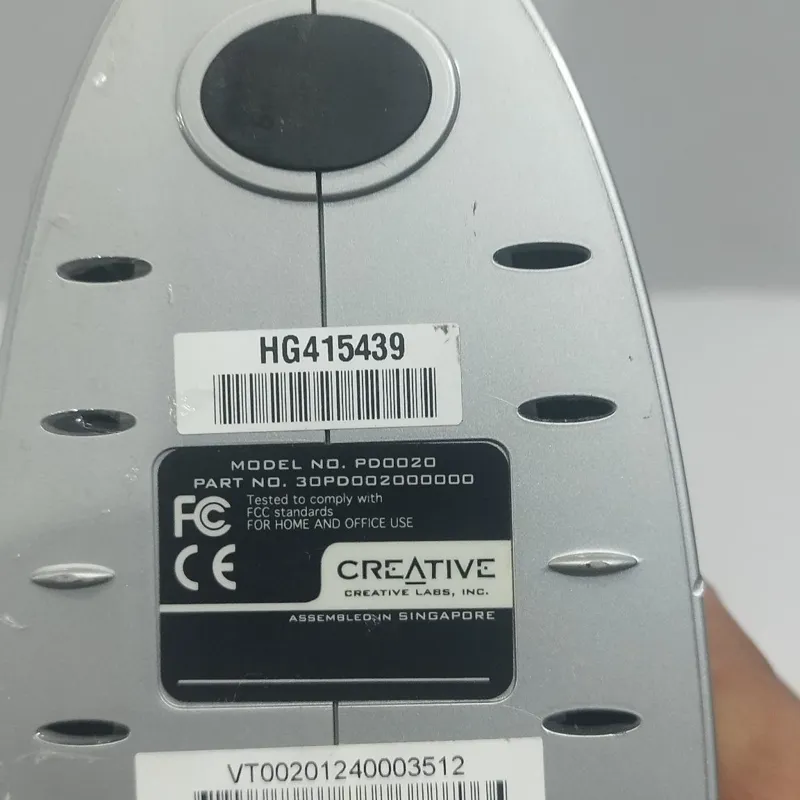 HG415439
MODEL NO. PD0020
PART NO. 30PD002000000
FC
Tested to comply with
FCC standards
FOR HOME AND OFFICE USE
CE
CREATIVE
CREATIVE LABS, INC.
ASSEMBLED IN SINGAPORE
VT00201240003512